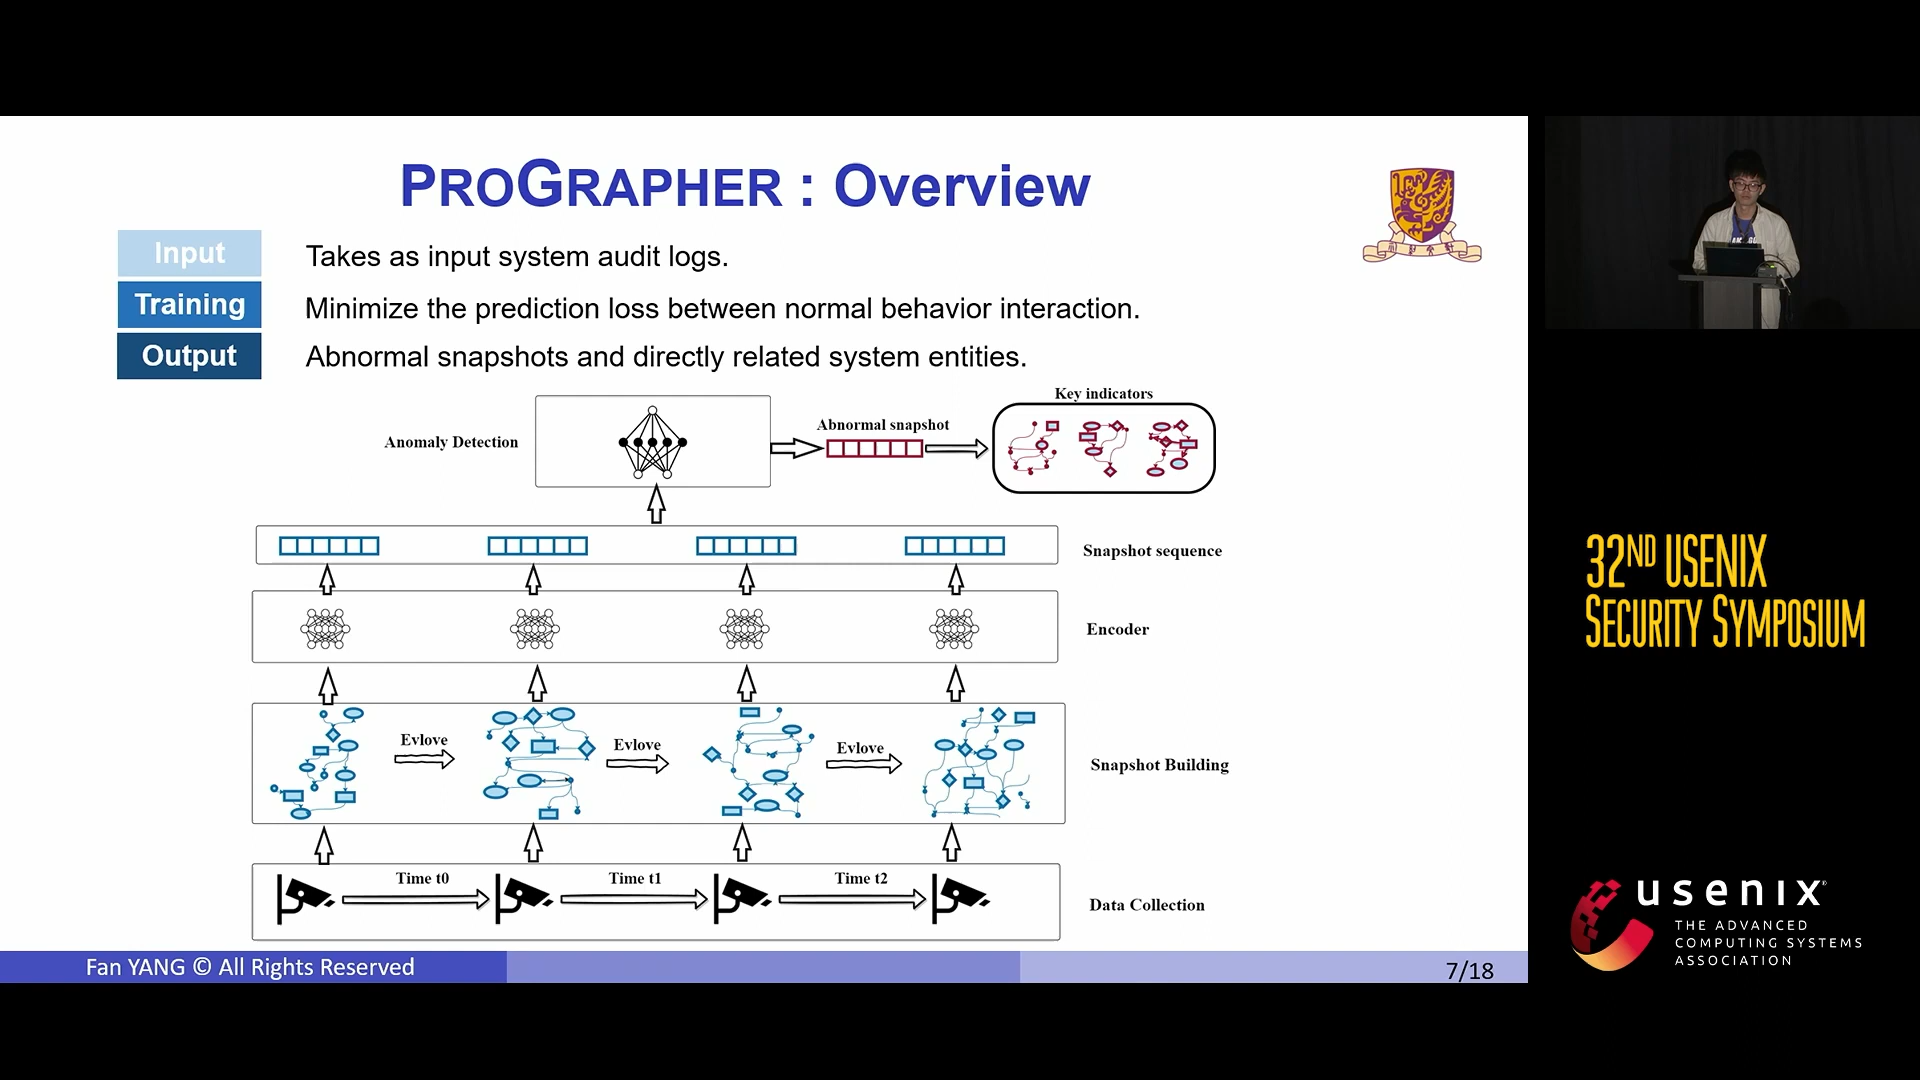 PROGRAPHER : Overview
Input
Takes as input system audit logs.
Training
Minimize the prediction loss between normal behavior interaction.
Output
Abnormal snapshots and directly related system entities.
Key indicators
Anomaly Detection
Abnormal snapshot
Snapshot sequence
Encoder
Evlove
Evlove
Evlove
Snapshot Building
Time t0
Time t1
Time t2
Data Collection
Fan YANG © All Rights Reserved
7/18
32ND USENIX
SECURITY SYMPOSIUM
usenix®
THE ADVANCED
COMPUTING SYSTEMS
ASSOCIATION